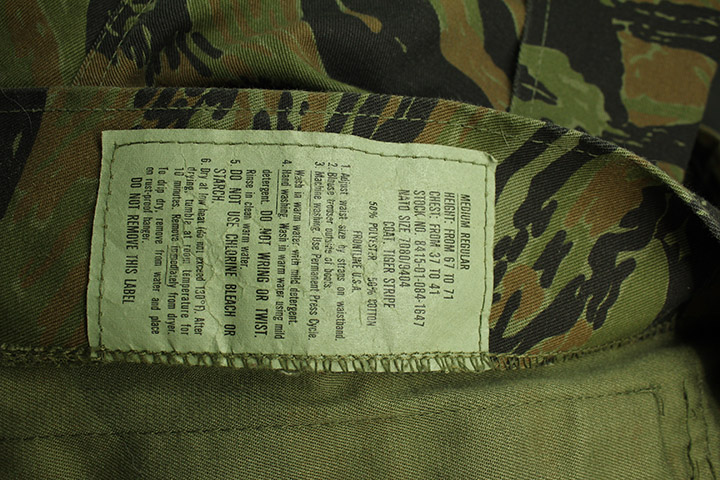 MEDIUM REGULAR
HEIGHT: FROM 67 TO 71
CHEST: FROM 37 TO 41
STOCK NO. 8415-01-084-1647
NATO SIZE 7080/9404
COAT, TIGER STRIPE
FRONTLINE U.S.A.
50% POLYESTER 50% COTTON
1. Adjust waist size by straps on waistband.
2. Blouse trouser outside of boots.
3. Machine washing. Use Permanent Press Cycle.
Wash in warm water with mild detergent.
4. Hand washing. Wash in warm water using mild
detergent. DO NOT WRING OR TWIST.
Rinse in clean warm water.
5. DO NOT USE CHLORINE BLEACH OR
STARCH.
6. Dry at low heat (do not exceed 130°F). After
drying, tumble at room temperature for
10 minutes. Remove immediately from dryer.
To drip dry, remove from water and place
on rust-proof hanger.
DO NOT REMOVE THIS LABEL